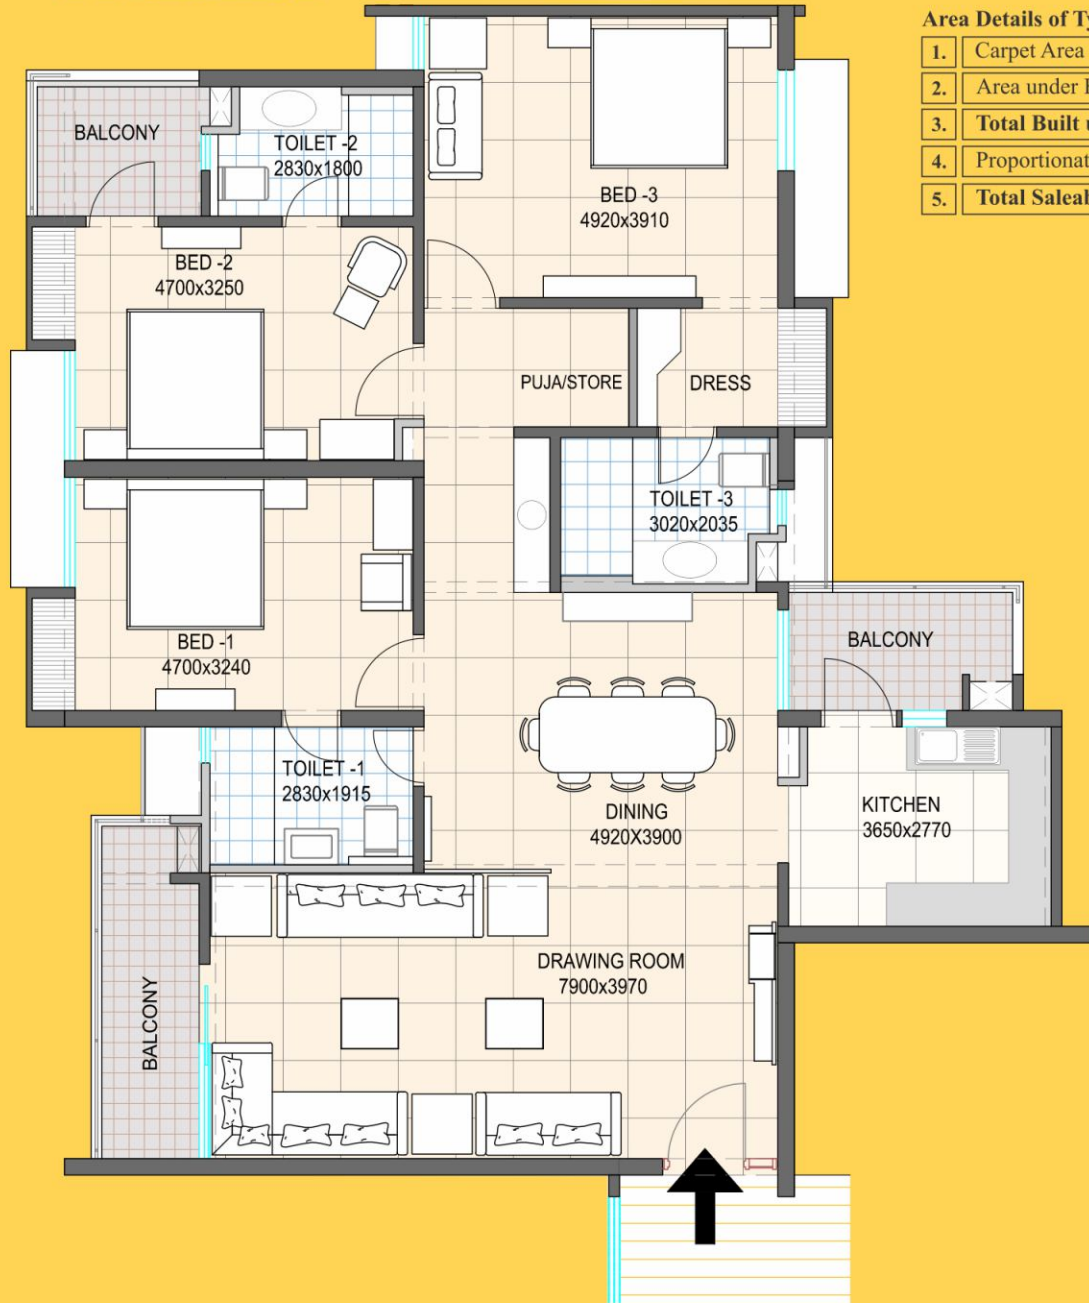 Area Details of
1. Carpet Area
2. Area under
3. Total Built
4. Proportionat
5. Total Saleab
BALCONY
TOILET -2
2830x1800
BED -3
4920x3910
BED -2
4700x3250
PUJA/STORE
DRESS
TOILET -3
3020x2035
BED -1
4700x3240
BALCONY
TOILET -1
2830x1915
DINING
4920X3900
KITCHEN
3650x2770
DRAWING ROOM
7900x3970
BALCONY